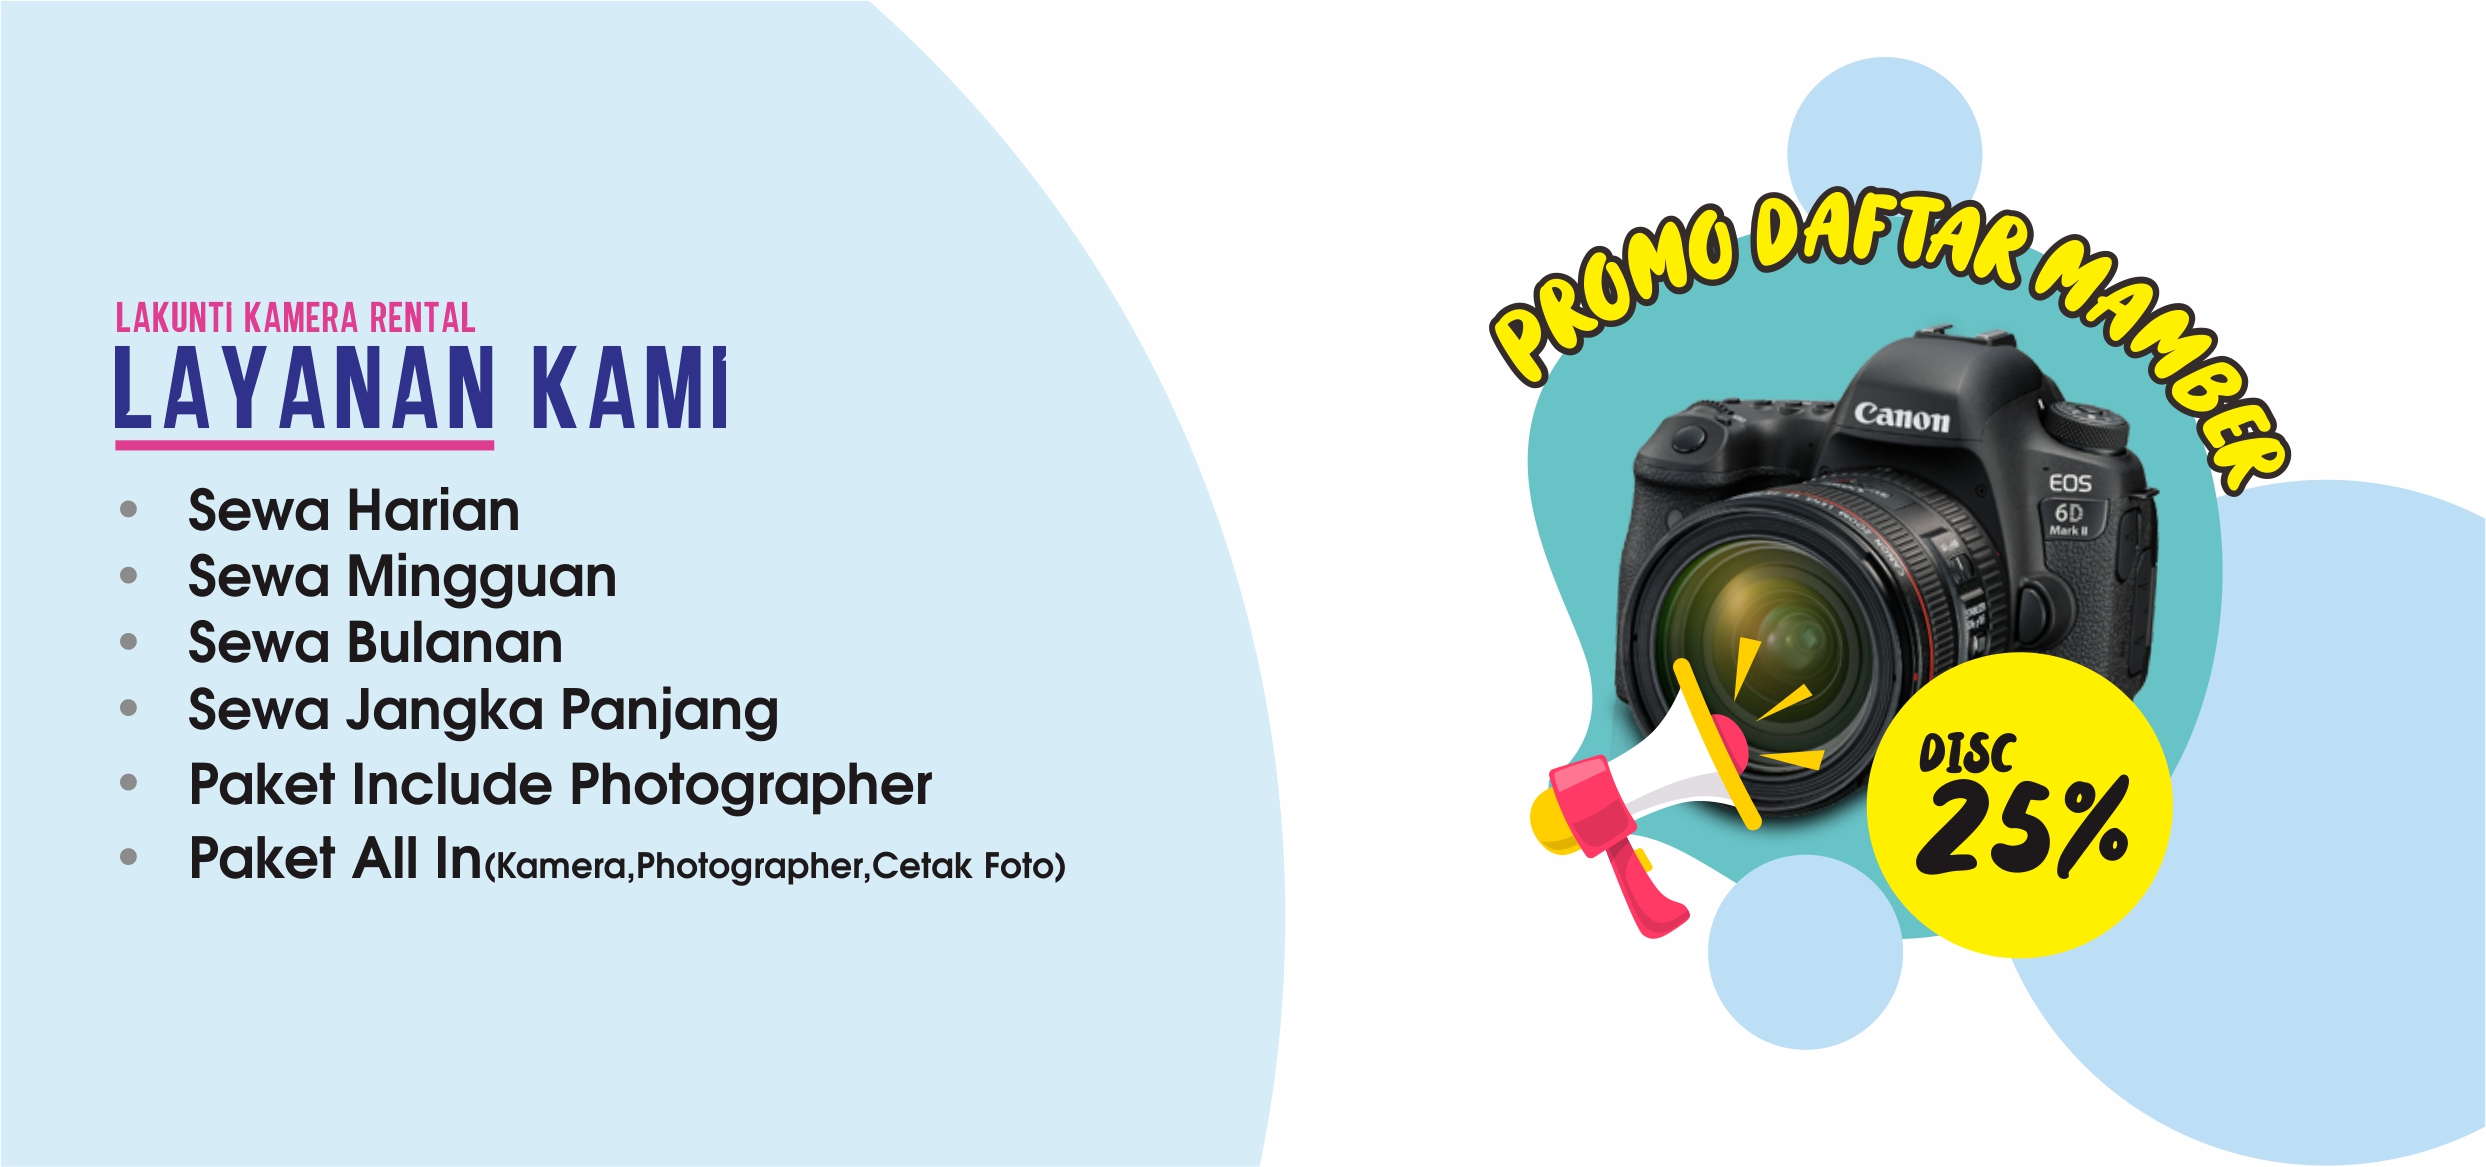 LAKUNTI KAMERA RENTAL
LAYANAN KAMI
• Sewa Harian
• Sewa Mingguan
• Sewa Bulanan
• Sewa Jangka Panjang
• Paket Include Photographer
• Paket All In(Kamera,Photographer,Cetak Foto)
PROMO DAFTAR MAMBER
Canon
EOS
6D
Mark II
DISC
25%